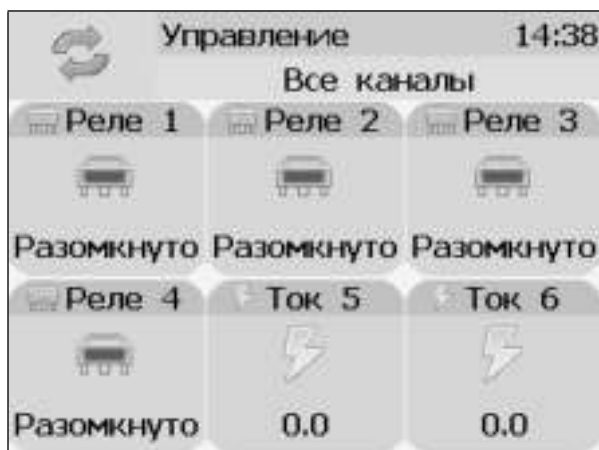 Управление 14:38
Все каналы
Реле 1 Реле 2 Реле 3
Разомкнуто Разомкнуто Разомкнуто
Реле 4 Ток 5 Ток 6
Разомкнуто 0.0 0.0